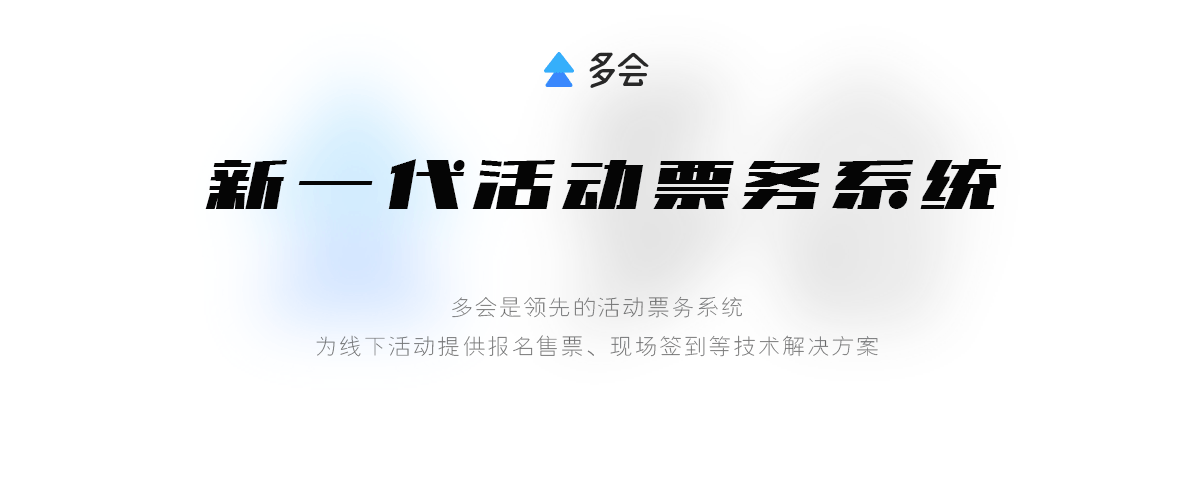 多会
新一代活动票务系统
多会是领先的活动票务系统
为线下活动提供报名售票、现场签到等技术解决方案